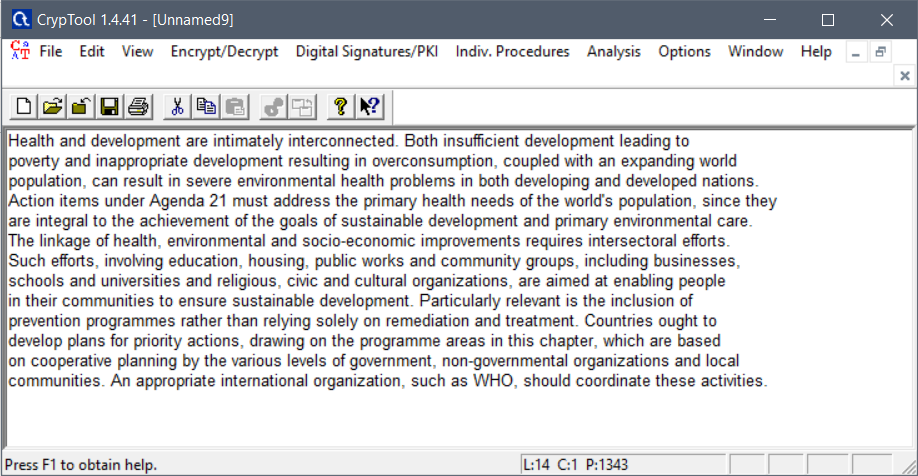 CrypTool 1.4.41 - [Unnamed9]
File Edit View Encrypt/Decrypt Digital Signatures/PKI Indiv. Procedures Analysis Options Window Help
Health and development are intimately interconnected. Both insufficient development leading to
poverty and inappropriate development resulting in overconsumption, coupled with an expanding world
population, can result in severe environmental health problems in both developing and developed nations.
Action items under Agenda 21 must address the primary health needs of the world's population, since they
are integral to the achievement of the goals of sustainable development and primary environmental care.
The linkage of health, environmental and socio-economic improvements requires intersectoral efforts.
Such efforts, involving education, housing, public works and community groups, including businesses,
schools and universities and religious, civic and cultural organizations, are aimed at enabling people
in their communities to ensure sustainable development. Particularly relevant is the inclusion of
prevention programmes rather than relying solely on remediation and treatment. Countries ought to
develop plans for priority actions, drawing on the programme areas in this chapter, which are based
on cooperative planning by the various levels of government, non-governmental organizations and local
communities. An appropriate international organization, such as WHO, should coordinate these activities.
Press F1 to obtain help. L:14 C:1 P:1343